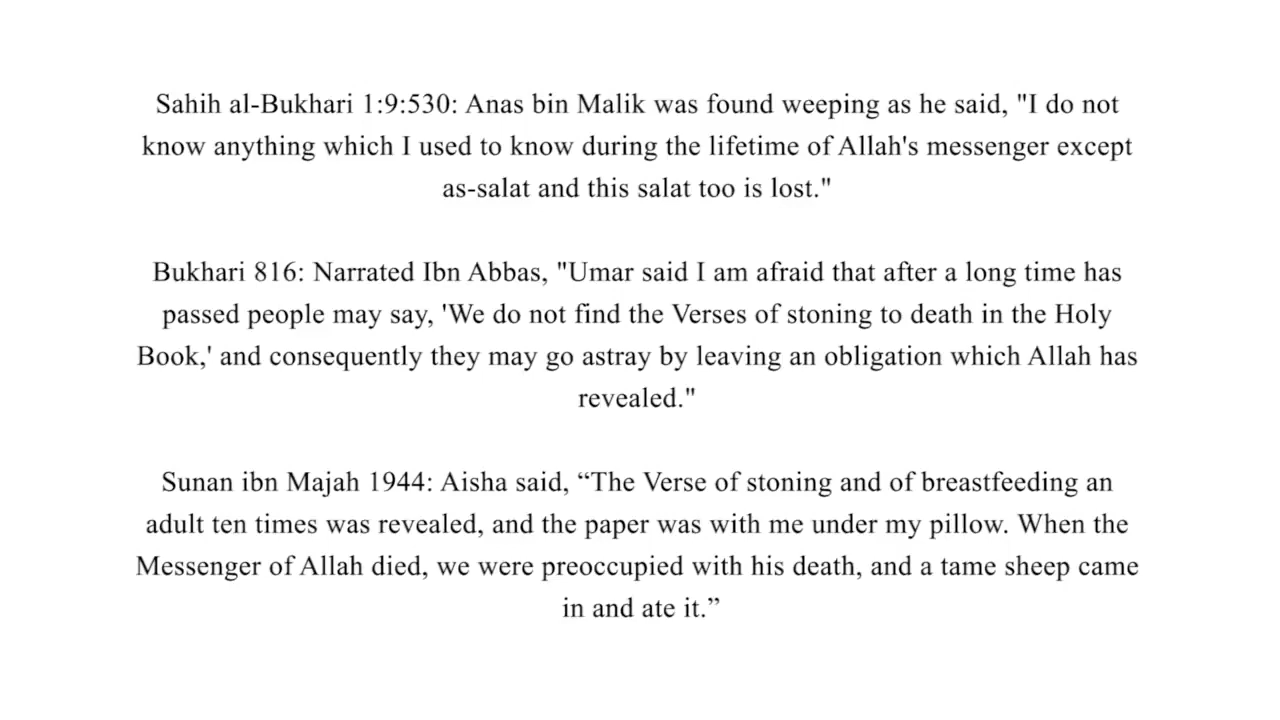 Sahih al-Bukhari 1:9:530: Anas bin Malik was found weeping as he said, "I do not
know anything which I used to know during the lifetime of Allah's messenger except
as-salat and this salat too is lost."
Bukhari 816: Narrated Ibn Abbas, "Umar said I am afraid that after a long time has
passed people may say, 'We do not find the Verses of stoning to death in the Holy
Book,' and consequently they may go astray by leaving an obligation which Allah has
revealed."
Sunan ibn Majah 1944: Aisha said, “The Verse of stoning and of breastfeeding an
adult ten times was revealed, and the paper was with me under my pillow. When the
Messenger of Allah died, we were preoccupied with his death, and a tame sheep came
in and ate it.”